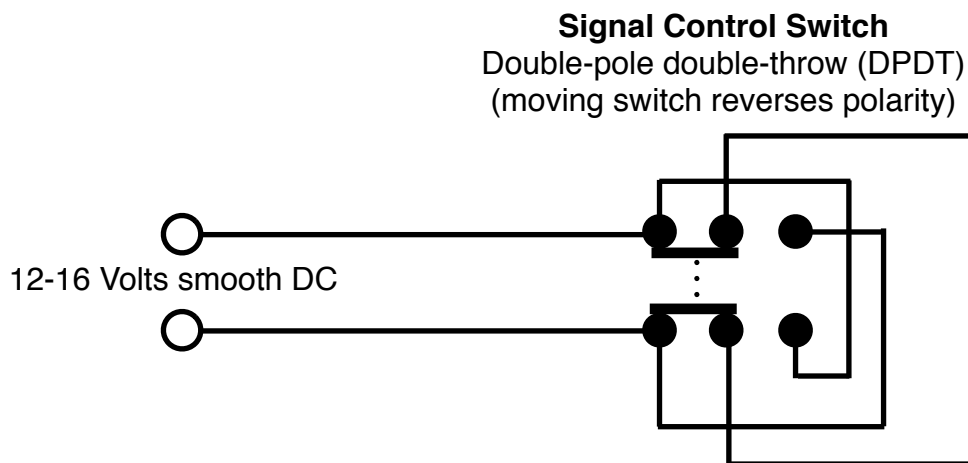 Signal Control Switch
Double-pole double-throw (DPDT)
(moving switch reverses polarity)
12-16 Volts smooth DC